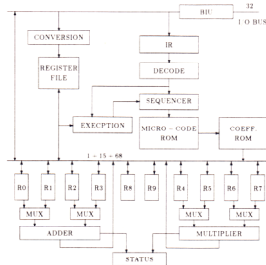 BIU
32
I/O BUS
CONVERSION
IR
REGISTER
FILE
DECODE
SEQUENCER
EXECPTION
MICRO-CODE
ROM
COEFF.
ROM
1-15-68
R0 R1 R2 R3 R8 R9 R4 R5 R6 R7
MUX MUX MUX MUX
ADDER
MULTIPLIER
STATUS